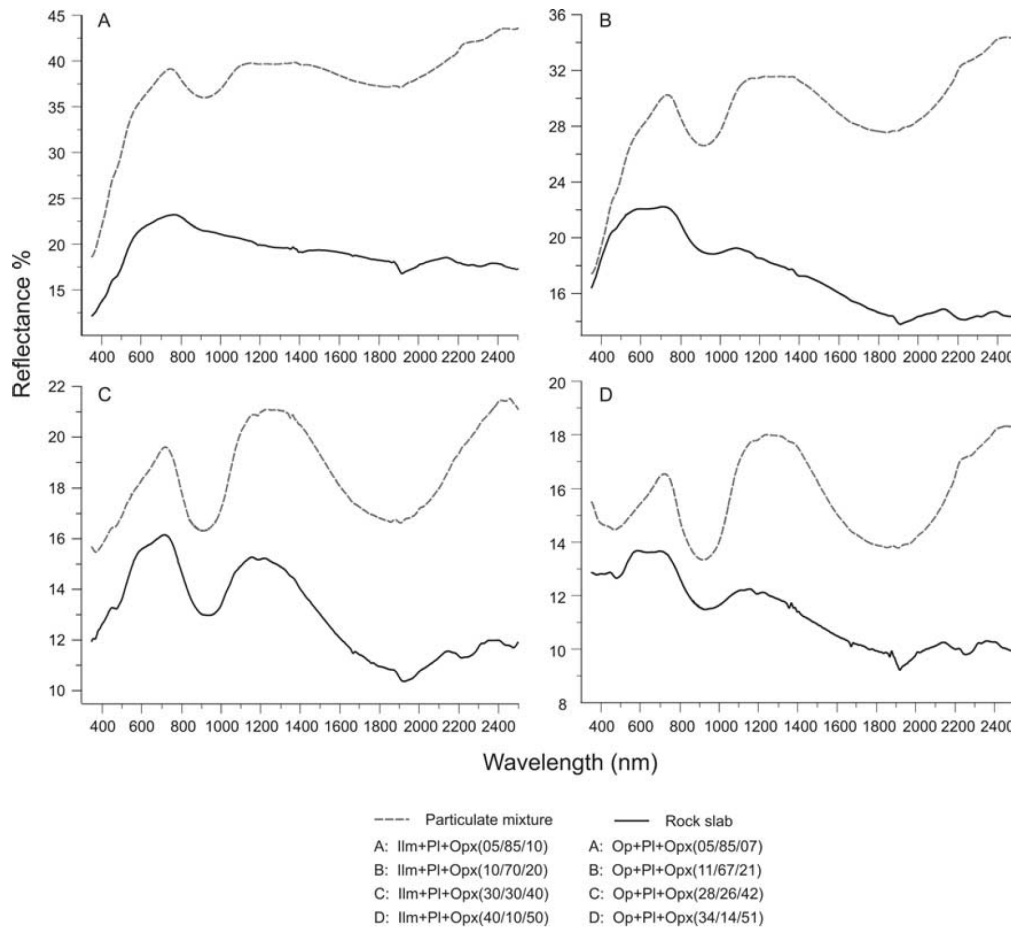 A
B
45
40
35
30
25
20
15
400 600 800 1000 1200 1400 1600 1800 2000 2200 2400
36
32
28
24
22
16
400 600 800 1000 1200 1400 1600 1800 2000 2200 2400
Reflectance %
C
D
22
20
18
16
14
12
10
400 600 800 1000 1200 1400 1600 1800 2000 2200 2400
20
18
16
14
12
10
8
400 600 800 1000 1200 1400 1600 1800 2000 2200 2400
Wavelength (nm)
Particulate mixture
Rock slab
A: Ilm+Pl+Opx(05/85/10)
A: Op+Pl+Opx(05/85/07)
B: Ilm+Pl+Opx(10/70/20)
B: Op+Pl+Opx(11/67/21)
C: Ilm+Pl+Opx(30/30/40)
C: Op+Pl+Opx(28/26/42)
D: Ilm+Pl+Opx(40/10/50)
D: Op+Pl+Opx(34/14/51)